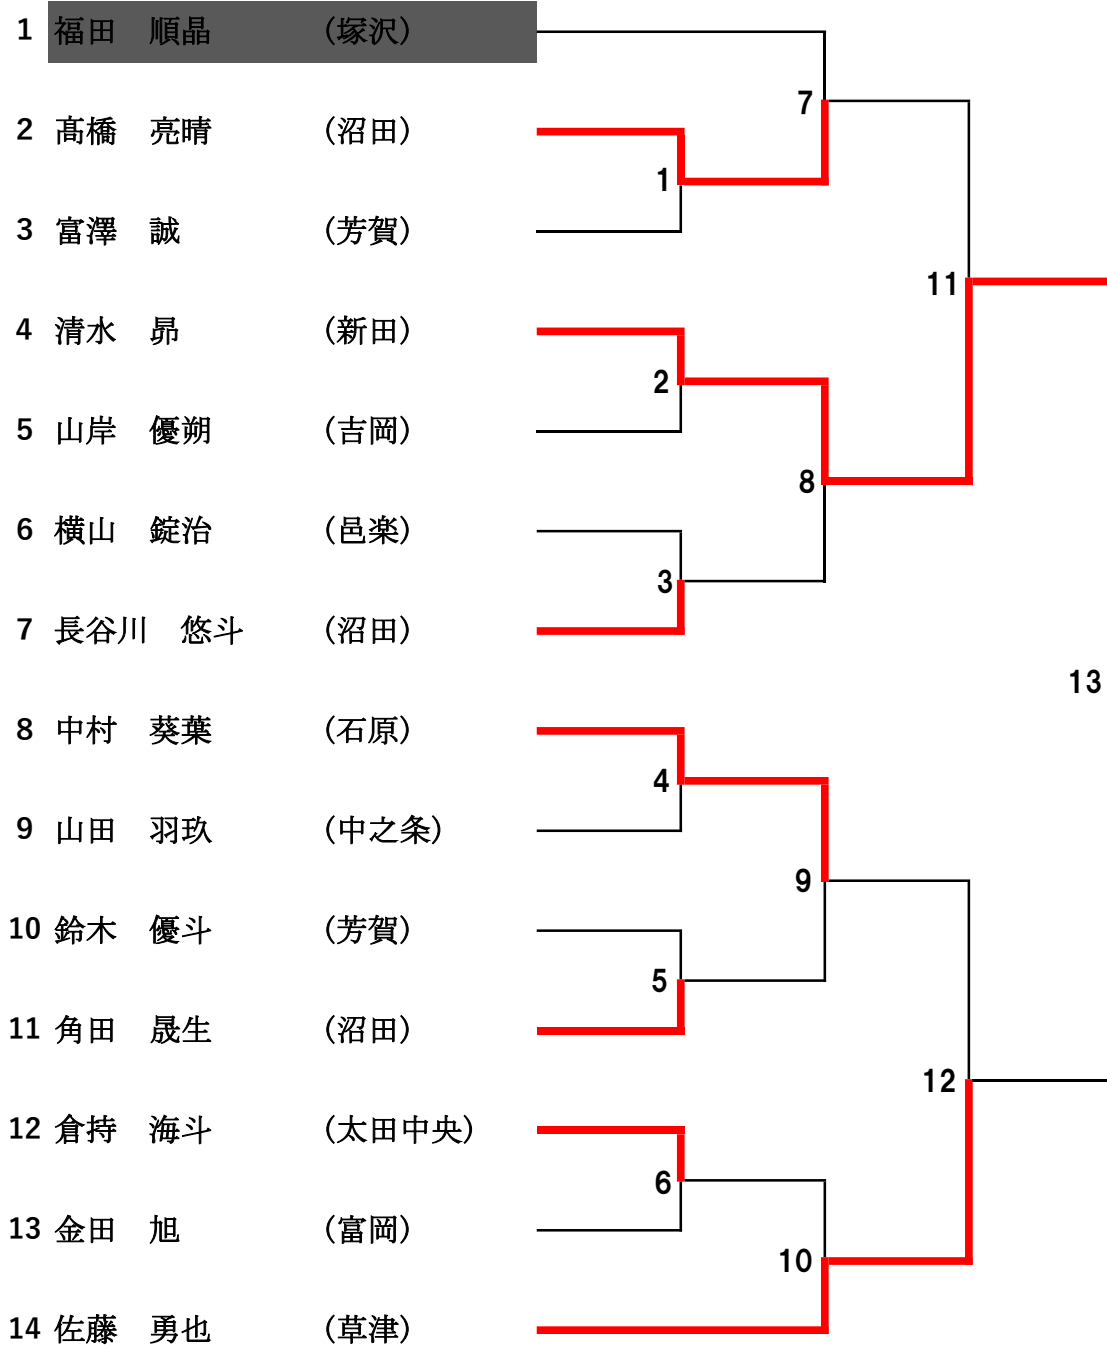 1 福田　順晶 (塚沢)
7
2 髙橋　亮晴 (沼田)
1
3 富澤　誠 (芳賀)
11
4 清水　昴 (新田)
2
5 山岸　優朔 (吉岡)
8
6 横山　錠治 (邑楽)
3
7 長谷川　悠斗 (沼田)
13
8 中村　葵葉 (石原)
4
9 山田　羽玖 (中之条)
9
10 鈴木　優斗 (芳賀)
5
11 角田　晟生 (沼田)
12
12 倉持　海斗 (太田中央)
6
13 金田　旭 (富岡)
10
14 佐藤　勇也 (草津)